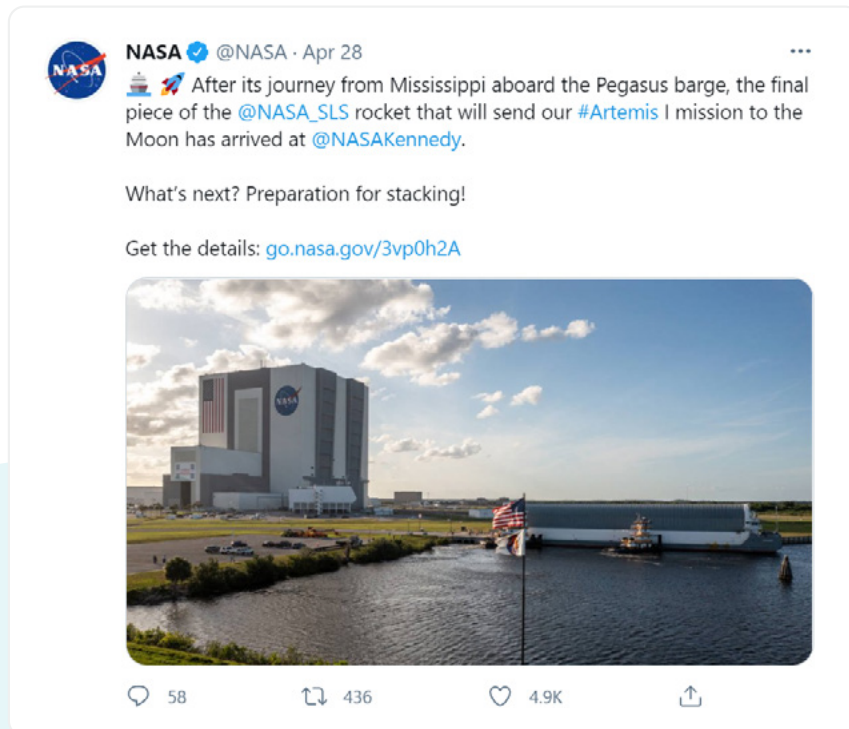 NASA @NASA · Apr 28
🚢 🚀 After its journey from Mississippi aboard the Pegasus barge, the final
piece of the @NASA_SLS rocket that will send our #Artemis I mission to the
Moon has arrived at @NASAKennedy.
What's next? Preparation for stacking!
Get the details: go.nasa.gov/3vp0h2A
NASA
58 436 4.9K